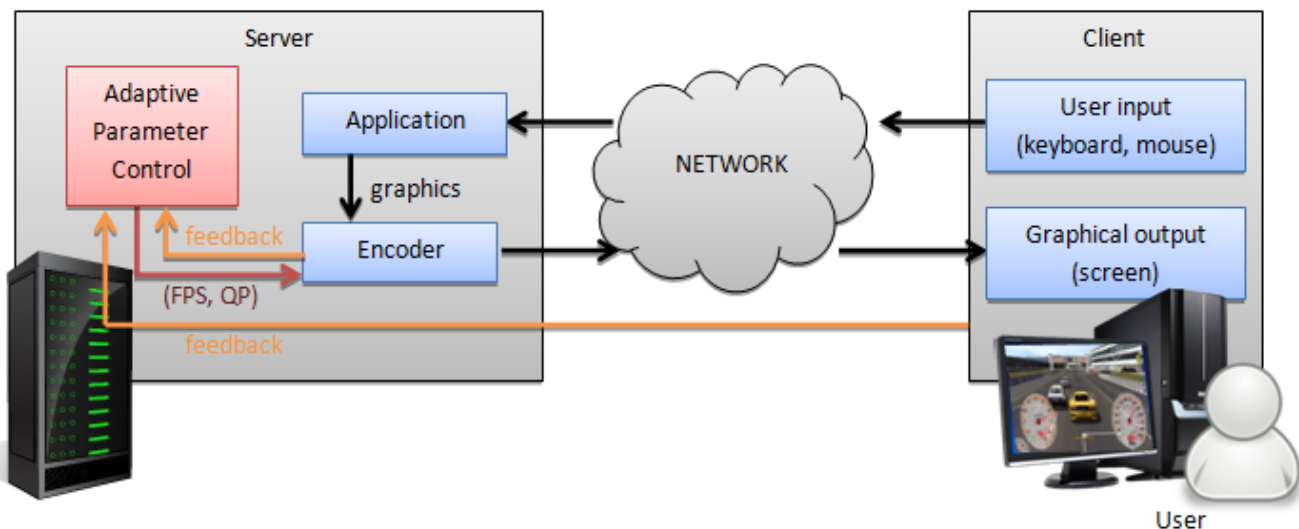 Server
Adaptive
Parameter
Control
Application
graphics
feedback
Encoder
(FPS, QP)
feedback
NETWORK
Client
User input
(keyboard, mouse)
Graphical output
(screen)
User